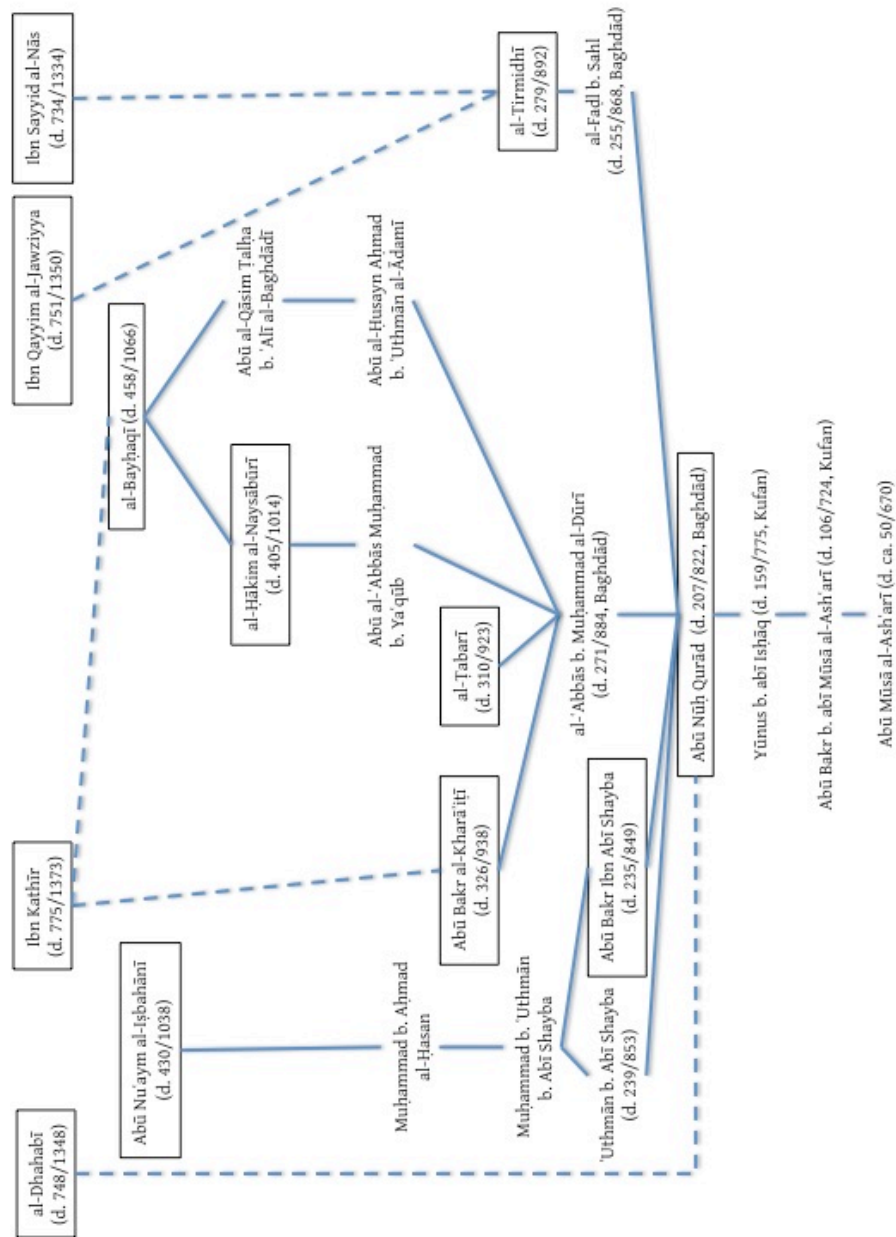 al-Dhahabī
(d. 748/1348)
Ibn Kathīr
(d. 775/1373)
Ibn Qayyim al-Jawziyya
(d. 751/1350)
Ibn Sayyid al-Nās
(d. 734/1334)
Abū Nuʿaym al-Iṣbahānī
(d. 430/1038)
al-Bayḥaqī (d. 458/1066)
al-Ḥākim al-Naysābūrī
(d. 405/1014)
Abū al-Qāsim Ṭalḥa
b. ʿAlī al-Baghdādī
Muḥammad b. Aḥmad
al-Ḥasan
Abū al-ʿAbbās Muḥammad
b. Yaʿqūb
Abū al-Ḥusayn Aḥmad
b. ʿUthmān al-Ādamī
Abū Bakr al-Kharāʾiṭī
(d. 326/938)
al-Ṭabarī
(d. 310/923)
al-Tirmidhī
(d. 279/892)
Muḥammad b. ʿUthmān
b. Abī Shayba
al-ʿAbbās b. Muḥammad al-Dūrī
(d. 271/884, Baghdād)
al-Faḍl b. Sahl
(d. 255/868, Baghdād)
ʿUthmān b. Abī Shayba
(d. 239/853)
Abū Bakr Ibn Abī Shayba
(d. 235/849)
Abū Nūḥ Qurād (d. 207/822, Baghdād)
Yūnus b. abī Isḥāq (d. 159/775, Kufan)
Abū Bakr b. abī Mūsā al-Ashʿarī (d. 106/724, Kufan)
Abū Mūsā al-Ashʿarī (d. ca. 50/670)